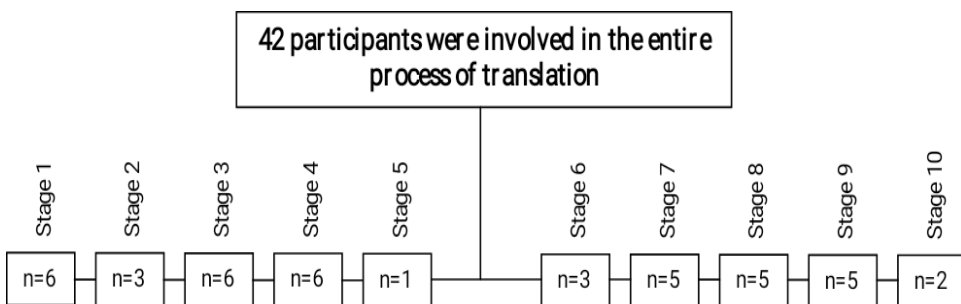 42 participants were involved in the entire
process of translation
Stage 1
Stage 2
Stage 3
Stage 4
Stage 5
Stage 6
Stage 7
Stage 8
Stage 9
Stage 10
n=6
n=3
n=6
n=6
n=1
n=3
n=5
n=5
n=5
n=2